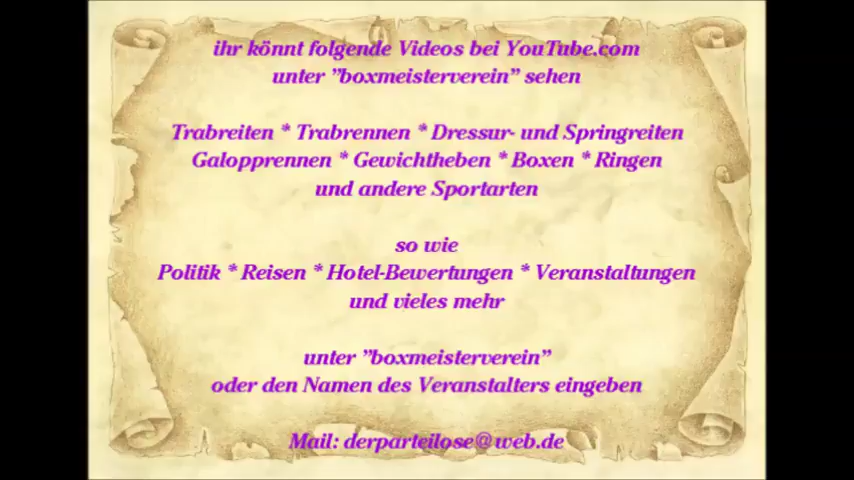 ihr könnt folgende Videos bei YouTube.com
unter "boxmeisterverein" sehen
Trabreiten * Trabrennen * Dressur- und Springreiten
Galopprennen * Gewichtheben * Boxen * Ringen
und andere Sportarten
so wie
Politik * Reisen * Hotel-Bewertungen * Veranstaltungen
und vieles mehr
unter "boxmeisterverein"
oder den Namen des Veranstalters eingeben
Mail: derparteilose@web.de